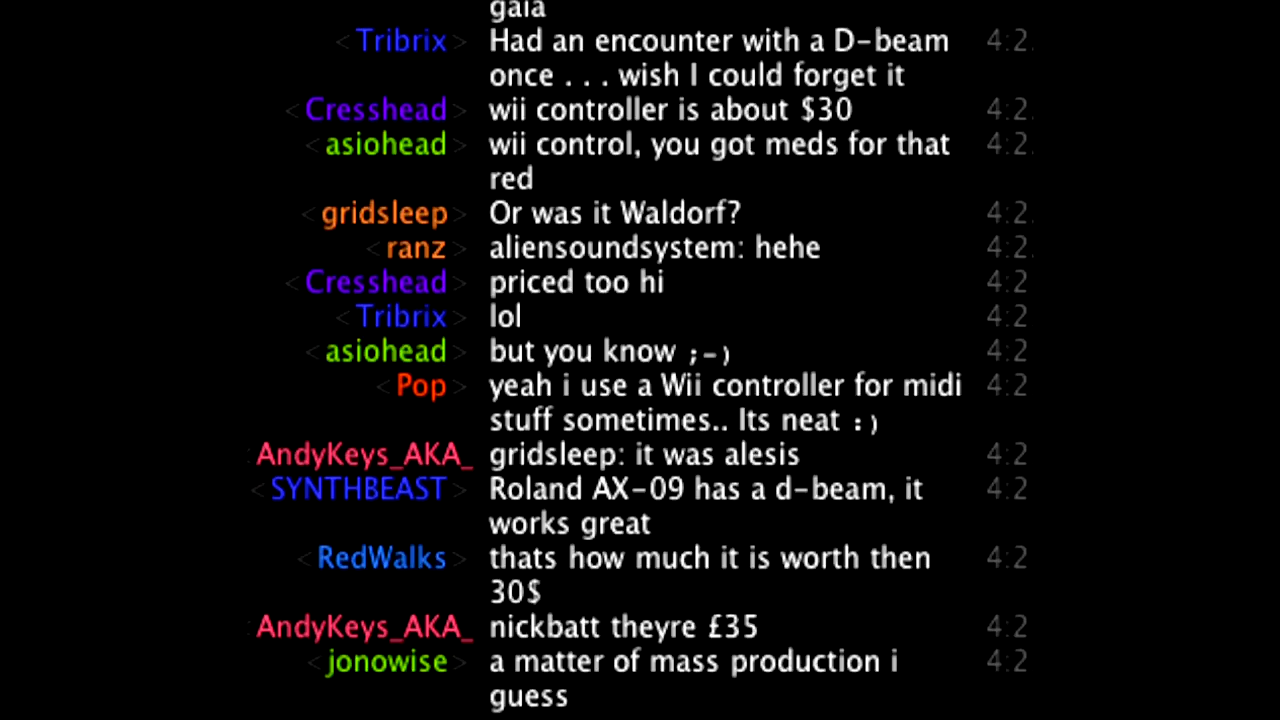 gaia
<Tribrix> Had an encounter with a D-beam 4:2
once . . . wish I could forget it
<Cresshead> wii controller is about $30 4:2
<asiohead> wii control, you got meds for that 4:2
red
<gridsleep> Or was it Waldorf? 4:2
<ranz> aliensoundsystem: hehe 4:2
<Cresshead> priced too hi 4:2
<Tribrix> lol 4:2
<asiohead> but you know ;-) 4:2
<Pop> yeah i use a Wii controller for midi 4:2
stuff sometimes.. Its neat :)
AndyKeys_AKA_ gridsleep: it was alesis 4:2
<SYNTHBEAST> Roland AX-09 has a d-beam, it 4:2
works great
<RedWalks> thats how much it is worth then 4:2
30$
AndyKeys_AKA_ nickbatt theyre £35 4:2
<jonowise> a matter of mass production i 4:2
guess